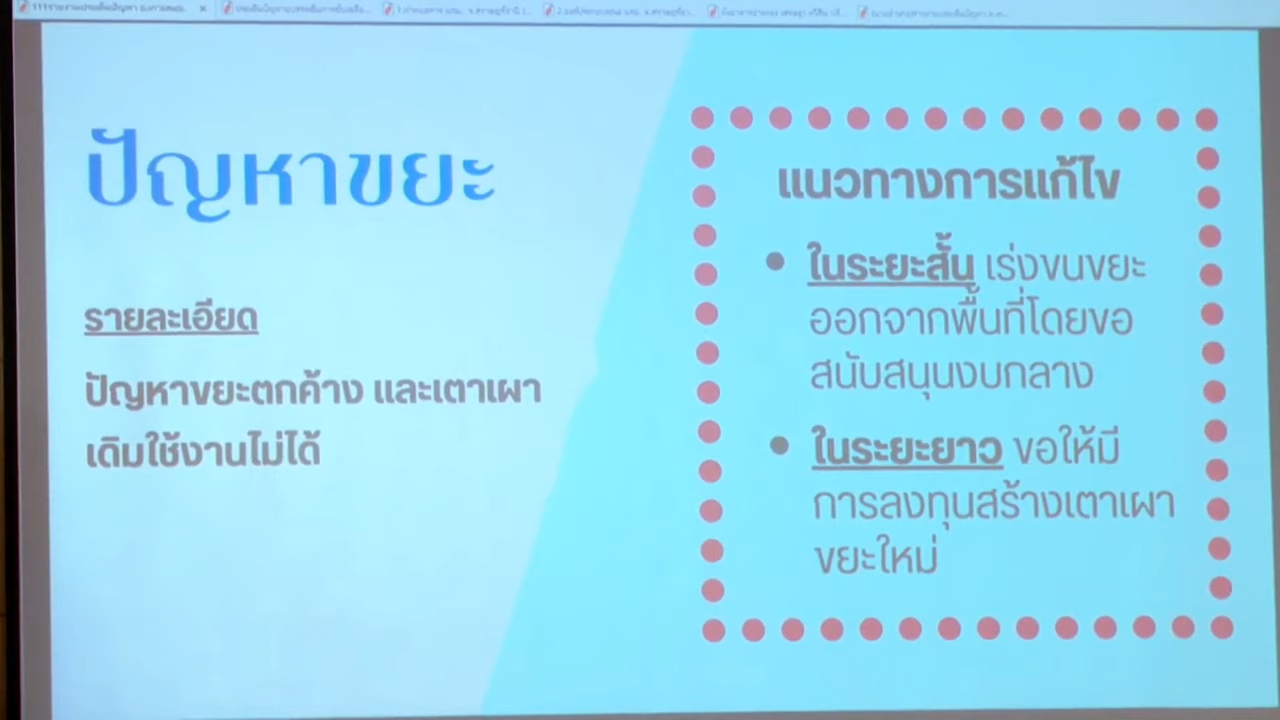 ปัญหาขยะ
รายละเอียด
ปัญหาขยะตกค้าง และเตาเผา
เดิมใช้งานไม่ได้
แนวทางการแก้ไข
ในระยะสั้น เร่งขนขยะ
ออกจากพื้นที่โดยขอ
สนับสนุนงบกลาง
ในระยะยาว ขอให้มี
การลงทุนสร้างเตาเผา
ขยะใหม่